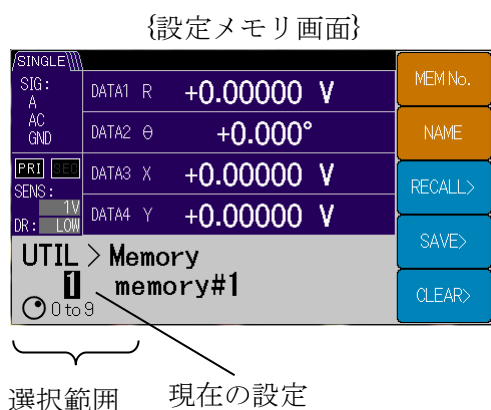 {設定メモリ画面}
SINGLE
SIG:
A
AC
GND
PRI SEC
SENS:
1V
DR: LOW
DATA1 R +0.00000 V
DATA2 θ +0.000°
DATA3 X +0.00000 V
DATA4 Y +0.00000 V
UTIL > Memory
1 memory#1
0 to 9
MEM No.
NAME
RECALL>
SAVE>
CLEAR>
選択範囲
現在の設定